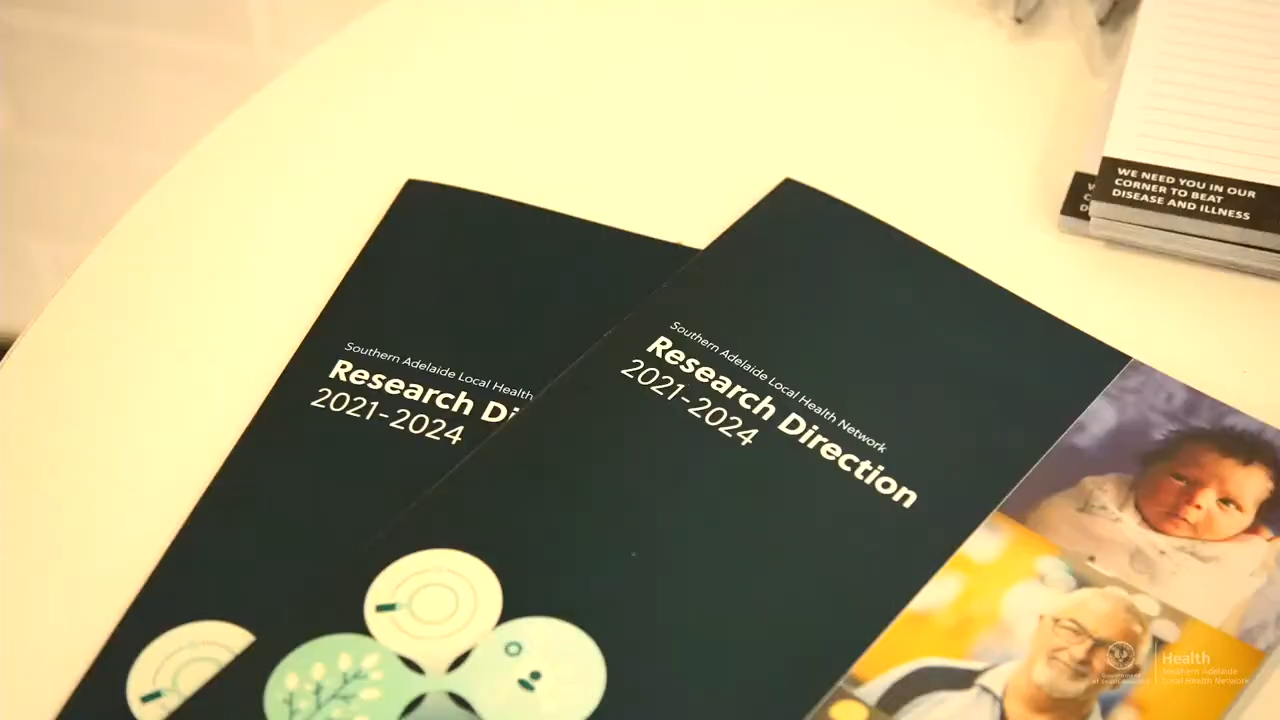 WE NEED YOU IN OUR
CORNER TO BEAT
DISEASE AND ILLNESS
Southern Adelaide Local Health
Research Di
2021-2024
Southern Adelaide Local Health Network
Research Direction
2021-2024
Health
Southern Adelaide
Local Health Network
Government